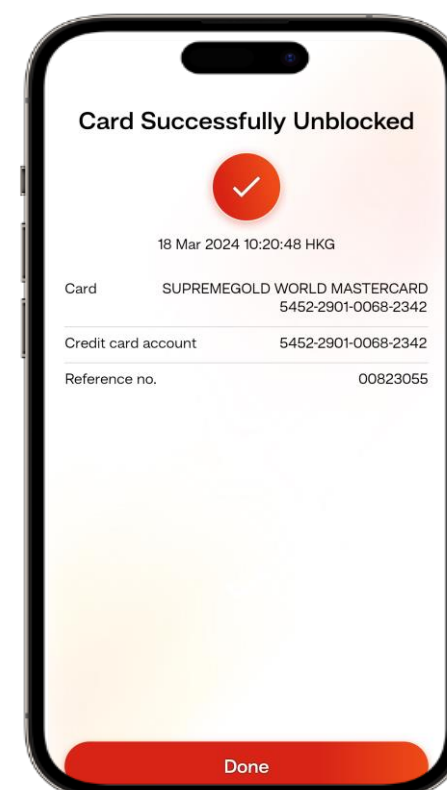 Card Successfully Unblocked
18 Mar 2024 10:20:48 HKG
Card SUPREMEGOLD WORLD MASTERCARD
5452-2901-0068-2342
Credit card account 5452-2901-0068-2342
Reference no. 00823055
Done